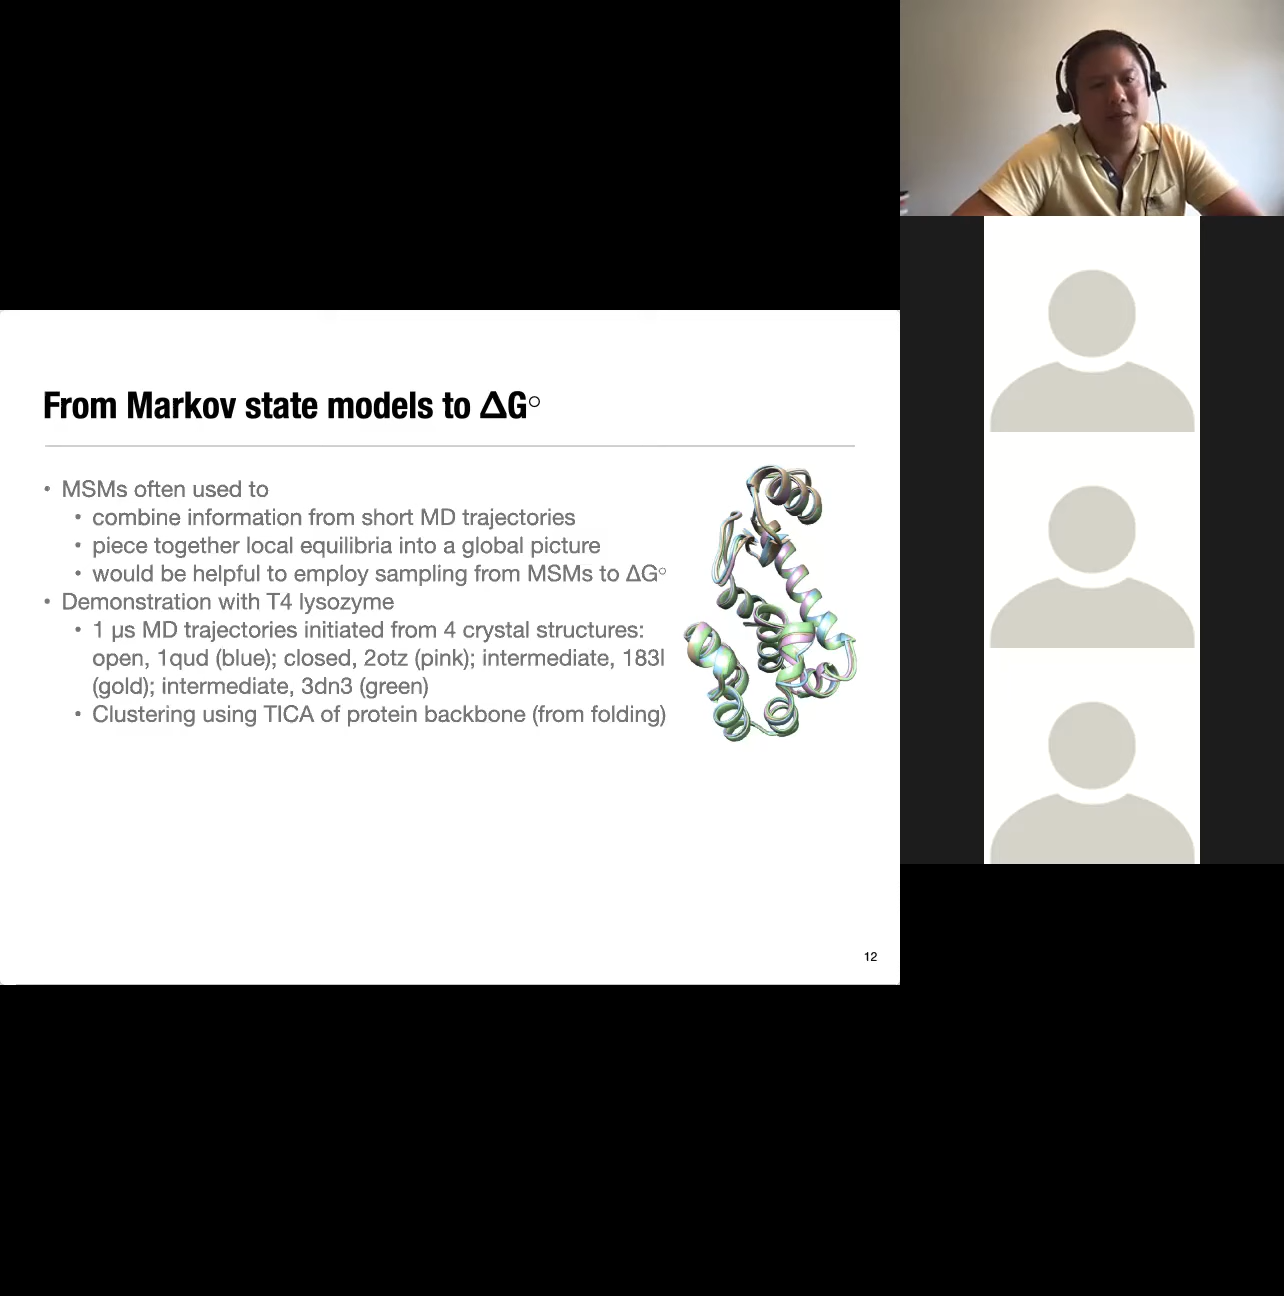 From Markov state models to ΔG○
• MSMs often used to
• combine information from short MD trajectories
• piece together local equilibria into a global picture
• would be helpful to employ sampling from MSMs to ΔG○
• Demonstration with T4 lysozyme
• 1 µs MD trajectories initiated from 4 crystal structures:
open, 1qud (blue); closed, 2otz (pink); intermediate, 183l
(gold); intermediate, 3dn3 (green)
• Clustering using TICA of protein backbone (from folding)
12